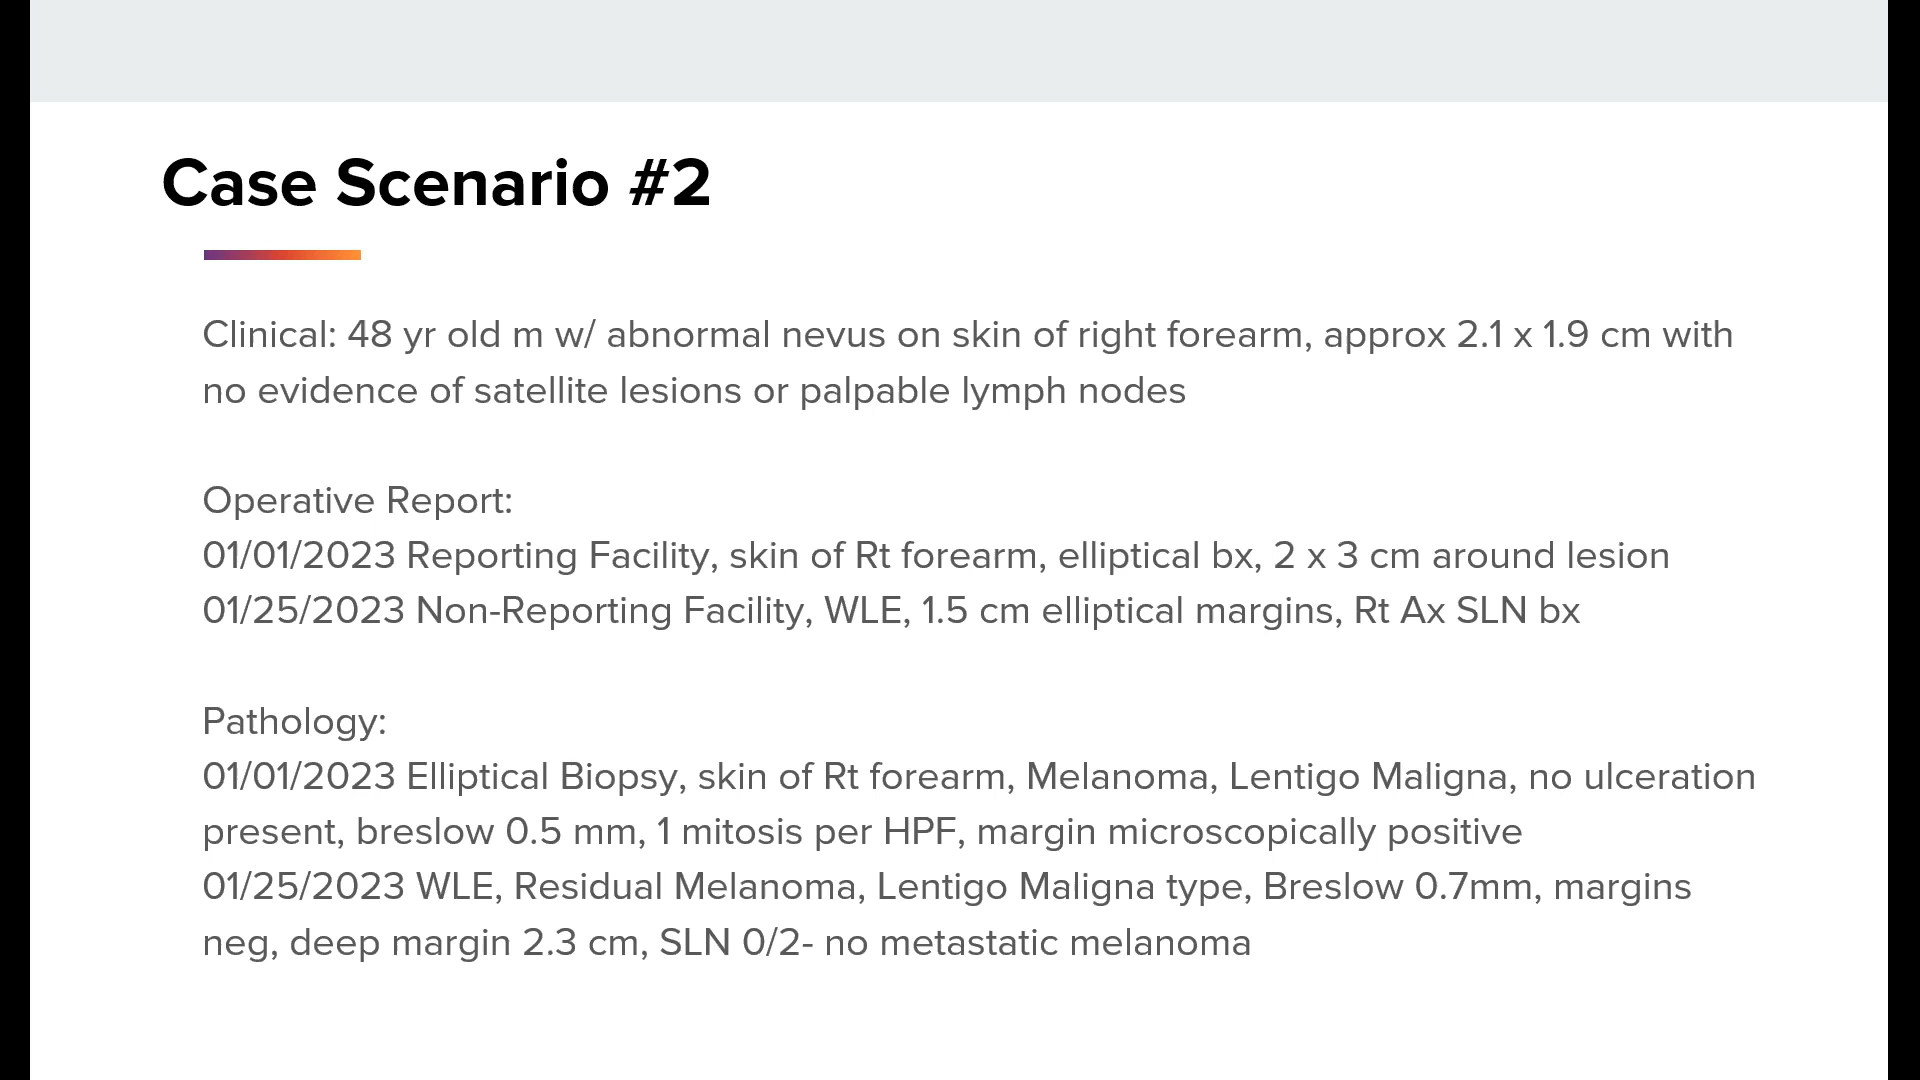 Case Scenario #2
Clinical: 48 yr old m w/ abnormal nevus on skin of right forearm, approx 2.1 x 1.9 cm with
no evidence of satellite lesions or palpable lymph nodes
Operative Report:
01/01/2023 Reporting Facility, skin of Rt forearm, elliptical bx, 2 x 3 cm around lesion
01/25/2023 Non-Reporting Facility, WLE, 1.5 cm elliptical margins, Rt Ax SLN bx
Pathology:
01/01/2023 Elliptical Biopsy, skin of Rt forearm, Melanoma, Lentigo Maligna, no ulceration
present, breslow 0.5 mm, 1 mitosis per HPF, margin microscopically positive
01/25/2023 WLE, Residual Melanoma, Lentigo Maligna type, Breslow 0.7mm, margins
neg, deep margin 2.3 cm, SLN 0/2- no metastatic melanoma